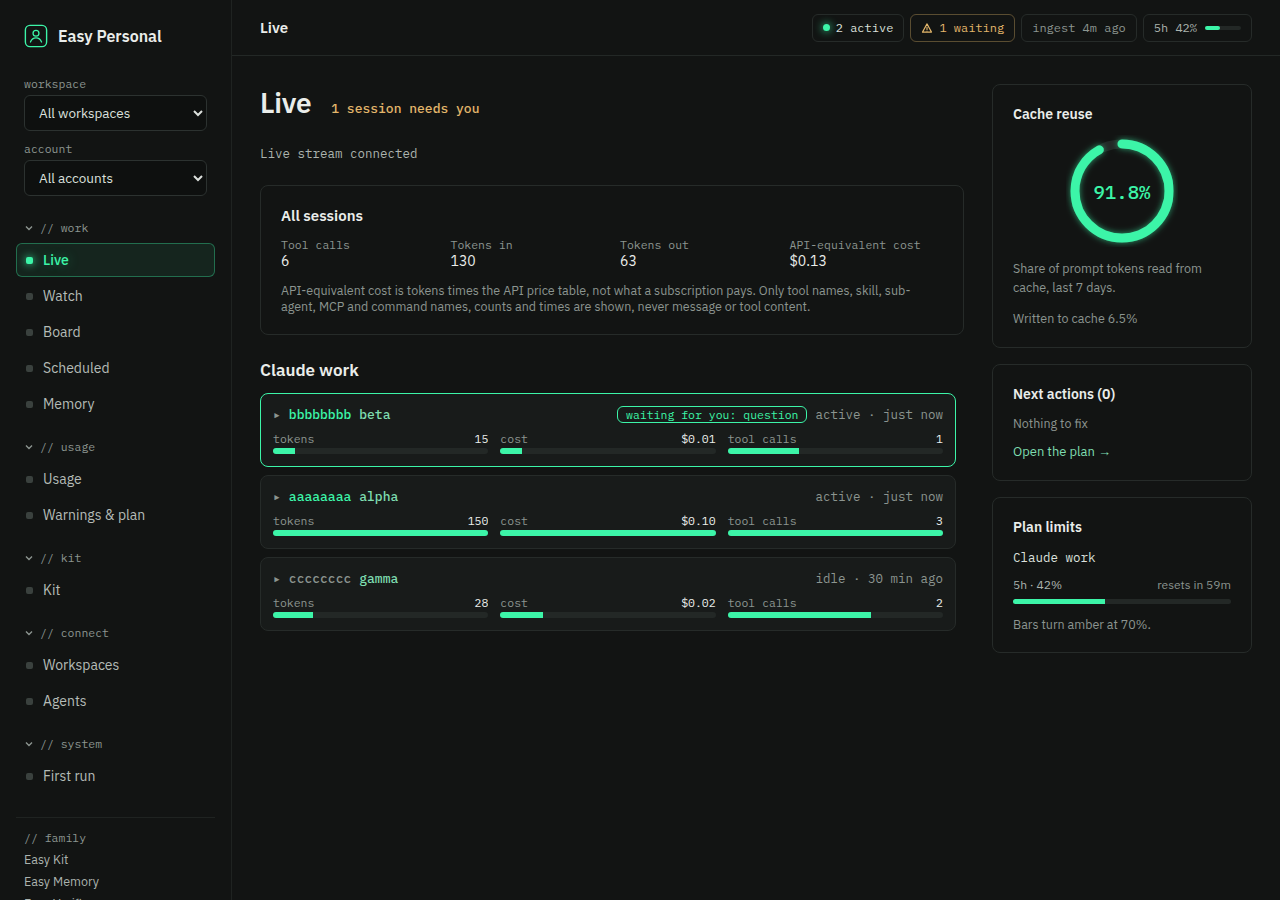 Easy Personal
workspace
All workspaces
account
All accounts
// work
Live
Watch
Board
Scheduled
Memory
// usage
Usage
Warnings & plan
// kit
Kit
// connect
Workspaces
Agents
// system
First run
// family
Easy Kit
Easy Memory
Live
2 active
1 waiting
ingest 4m ago
5h 42%
Live
1 session needs you
Live stream connected
All sessions
Tool calls
6
Tokens in
130
Tokens out
63
API-equivalent cost
$0.13
API-equivalent cost is tokens times the API price table, not what a subscription pays. Only tool names, skill, sub-
agent, MCP and command names, counts and times are shown, never message or tool content.
Claude work
▸ bbbbbbbb beta waiting for you: question active · just now
tokens 15 cost $0.01 tool calls 1
▸ aaaaaaaa alpha active · just now
tokens 150 cost $0.10 tool calls 3
▸ cccccccc gamma idle · 30 min ago
tokens 28 cost $0.02 tool calls 2
Cache reuse
91.8%
Share of prompt tokens read from
cache, last 7 days.
Written to cache 6.5%
Next actions (0)
Nothing to fix
Open the plan →
Plan limits
Claude work
5h · 42% resets in 59m
Bars turn amber at 70%.